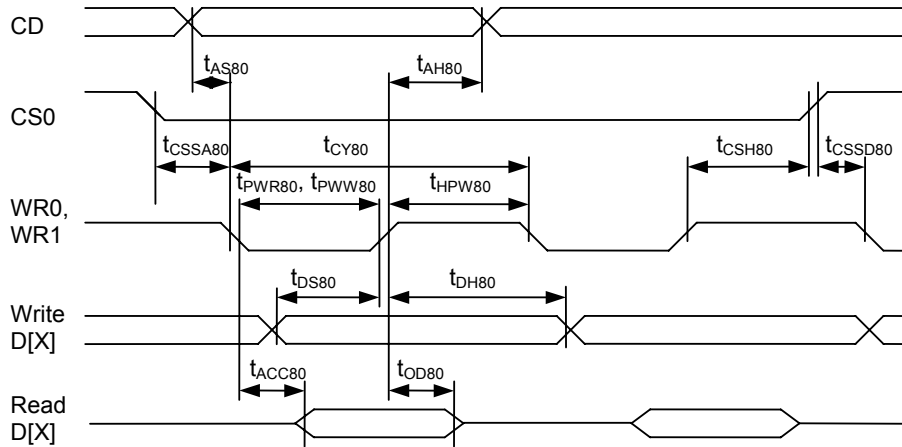 CD
tAS80 tAH80
CS0
tCSSA80 tCY80 tCSH80 tCSSD80
tPWR80, tPWW80 tHPW80
WR0,
WR1
tDS80 tDH80
Write
D[X]
tACC80 tOD80
Read
D[X]